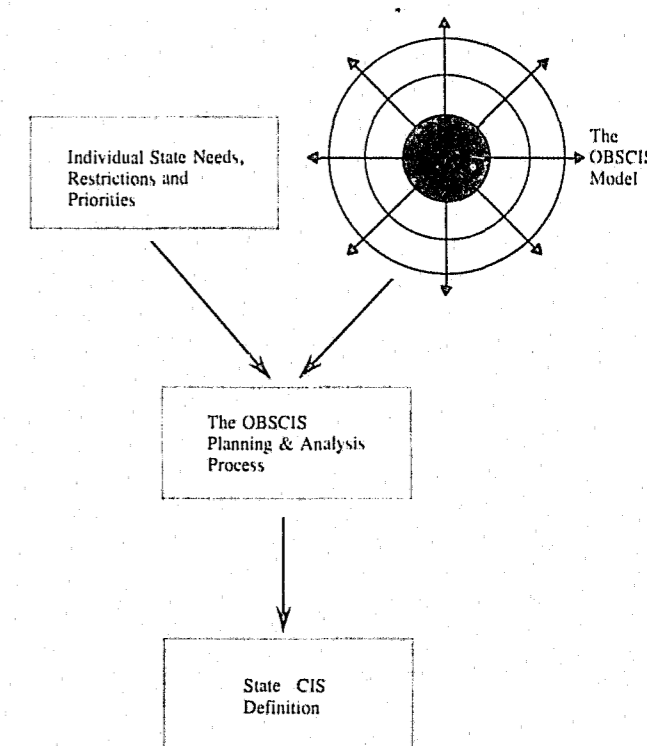 Individual State Needs,
Restrictions and
Priorities
The
OBSCIS
Model
The OBSCIS
Planning & Analysis
Process
State CIS
Definition